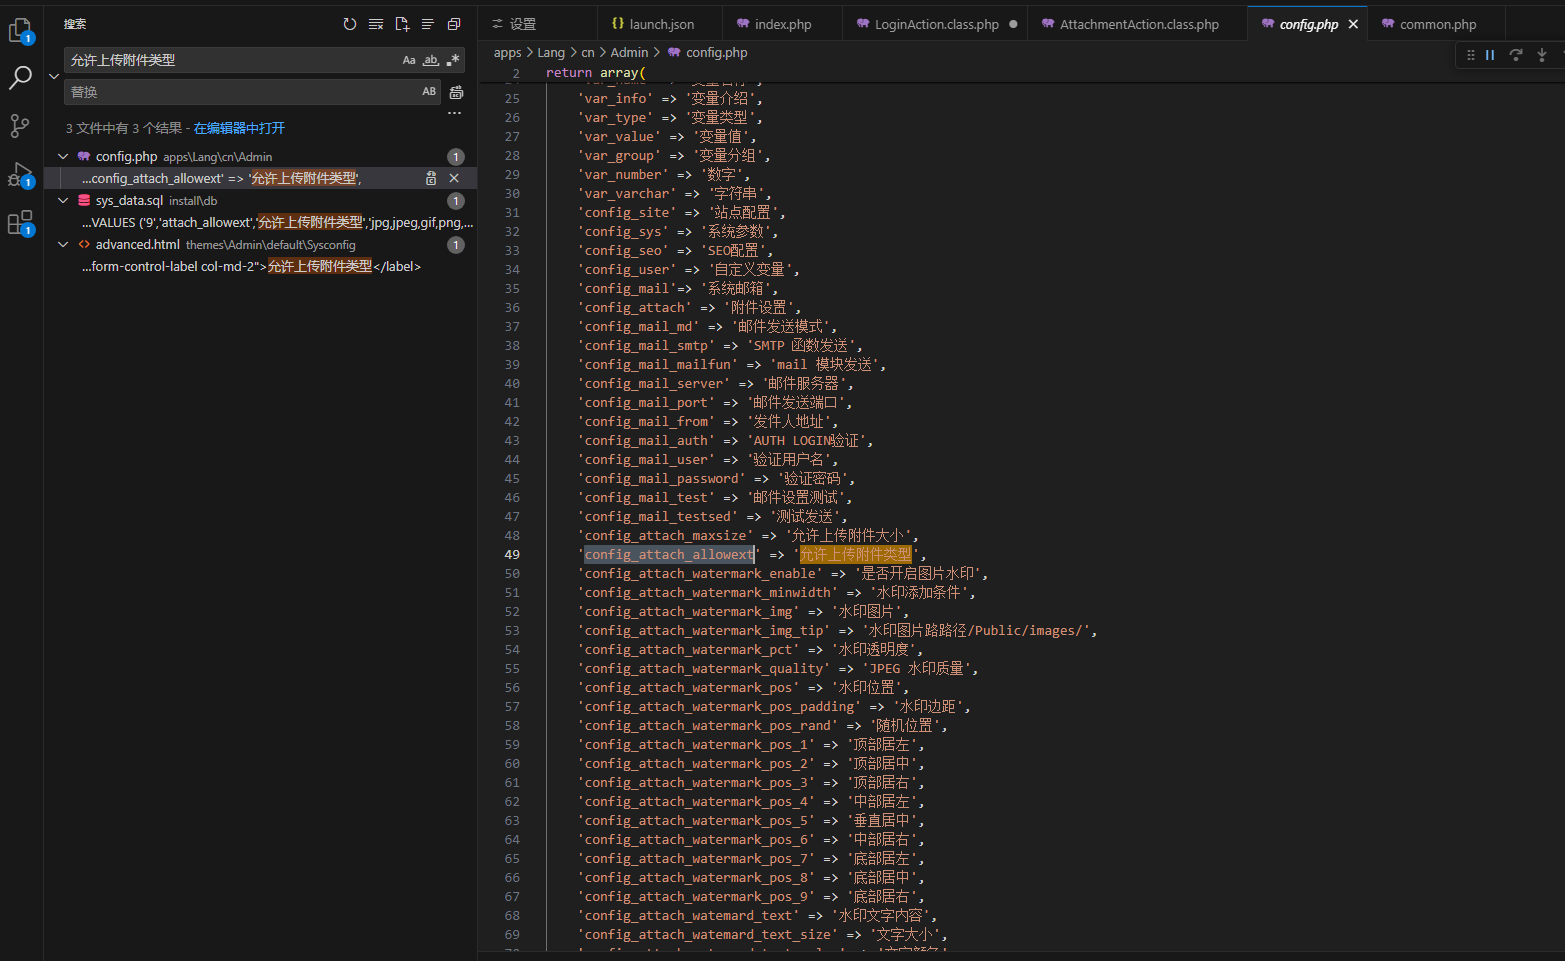 搜索
允许上传附件类型
Aa ab .*
替换
AB
3 文件中有 3 个结果 - 在编辑器中打开
config.php apps\Lang\cn\Admin 1
...config_attach_allowext' => '允许上传附件类型',
sys_data.sql install\db 1
...VALUES ('9','attach_allowext','允许上传附件类型','jpg,jpeg,gif,png,...
advanced.html themes\Admin\default\Sysconfig 1
...form-control-label col-md-2">允许上传附件类型</label>
1
1
1
设置 {} launch.json index.php LoginAction.class.php AttachmentAction.class.php config.php common.php
apps > Lang > cn > Admin > config.php
2 return array(
25 'var_info' => '变量介绍',
26 'var_type' => '变量类型',
27 'var_value' => '变量值',
28 'var_group' => '变量分组',
29 'var_number' => '数字',
30 'var_varchar' => '字符串',
31 'config_site' => '站点配置',
32 'config_sys' => '系统参数',
33 'config_seo' => 'SEO配置',
34 'config_user' => '自定义变量',
35 'config_mail'=> '系统邮箱',
36 'config_attach' => '附件设置',
37 'config_mail_md' => '邮件发送模式',
38 'config_mail_smtp' => 'SMTP 函数发送',
39 'config_mail_mailfun' => 'mail 模块发送',
40 'config_mail_server' => '邮件服务器',
41 'config_mail_port' => '邮件发送端口',
42 'config_mail_from' => '发件人地址',
43 'config_mail_auth' => 'AUTH LOGIN验证',
44 'config_mail_user' => '验证用户名',
45 'config_mail_password' => '验证密码',
46 'config_mail_test' => '邮件设置测试',
47 'config_mail_testsed' => '测试发送',
48 'config_attach_maxsize' => '允许上传附件大小',
49 'config_attach_allowext' => '允许上传附件类型',
50 'config_attach_watermark_enable' => '是否开启图片水印',
51 'config_attach_watermark_minwidth' => '水印添加条件',
52 'config_attach_watermark_img' => '水印图片',
53 'config_attach_watermark_img_tip' => '水印图片路路径/Public/images/',
54 'config_attach_watermark_pct' => '水印透明度',
55 'config_attach_watermark_quality' => 'JPEG 水印质量',
56 'config_attach_watermark_pos' => '水印位置',
57 'config_attach_watermark_pos_padding' => '水印边距',
58 'config_attach_watermark_pos_rand' => '随机位置',
59 'config_attach_watermark_pos_1' => '顶部居左',
60 'config_attach_watermark_pos_2' => '顶部居中',
61 'config_attach_watermark_pos_3' => '顶部居右',
62 'config_attach_watermark_pos_4' => '中部居左',
63 'config_attach_watermark_pos_5' => '垂直居中',
64 'config_attach_watermark_pos_6' => '中部居右',
65 'config_attach_watermark_pos_7' => '底部居左',
66 'config_attach_watermark_pos_8' => '底部居中',
67 'config_attach_watermark_pos_9' => '底部居右',
68 'config_attach_watemard_text' => '水印文字内容',
69 'config_attach_watemard_text_size' => '文字大小',